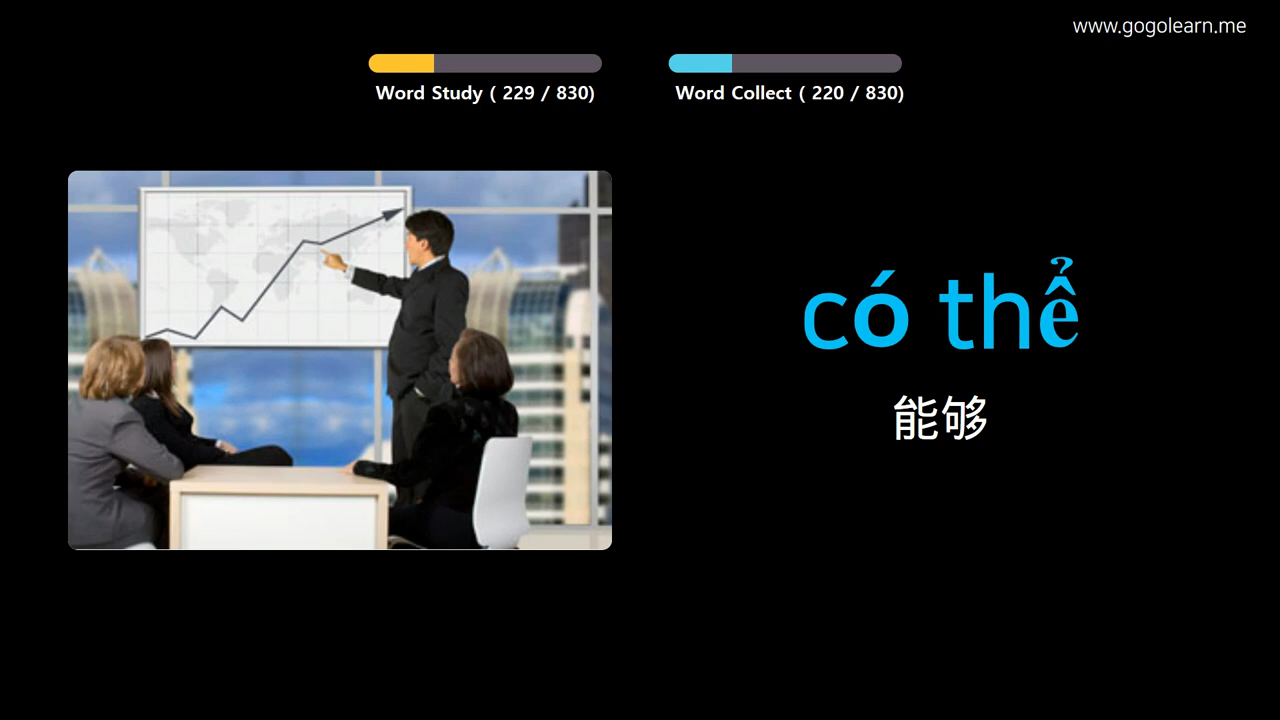 www.gogolearn.me
Word Study ( 229 / 830)
Word Collect ( 220 / 830)
có thể
能够